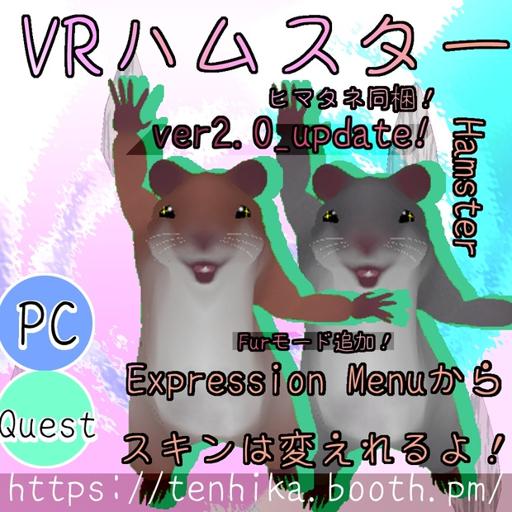 VRハムスター
ヒマタネ同梱！
ver2.0_update!
Hamster
PC
Furモード追加！
Expression Menuから
Quest
スキンは変えれるよ！
https://tenhika.booth.pm/